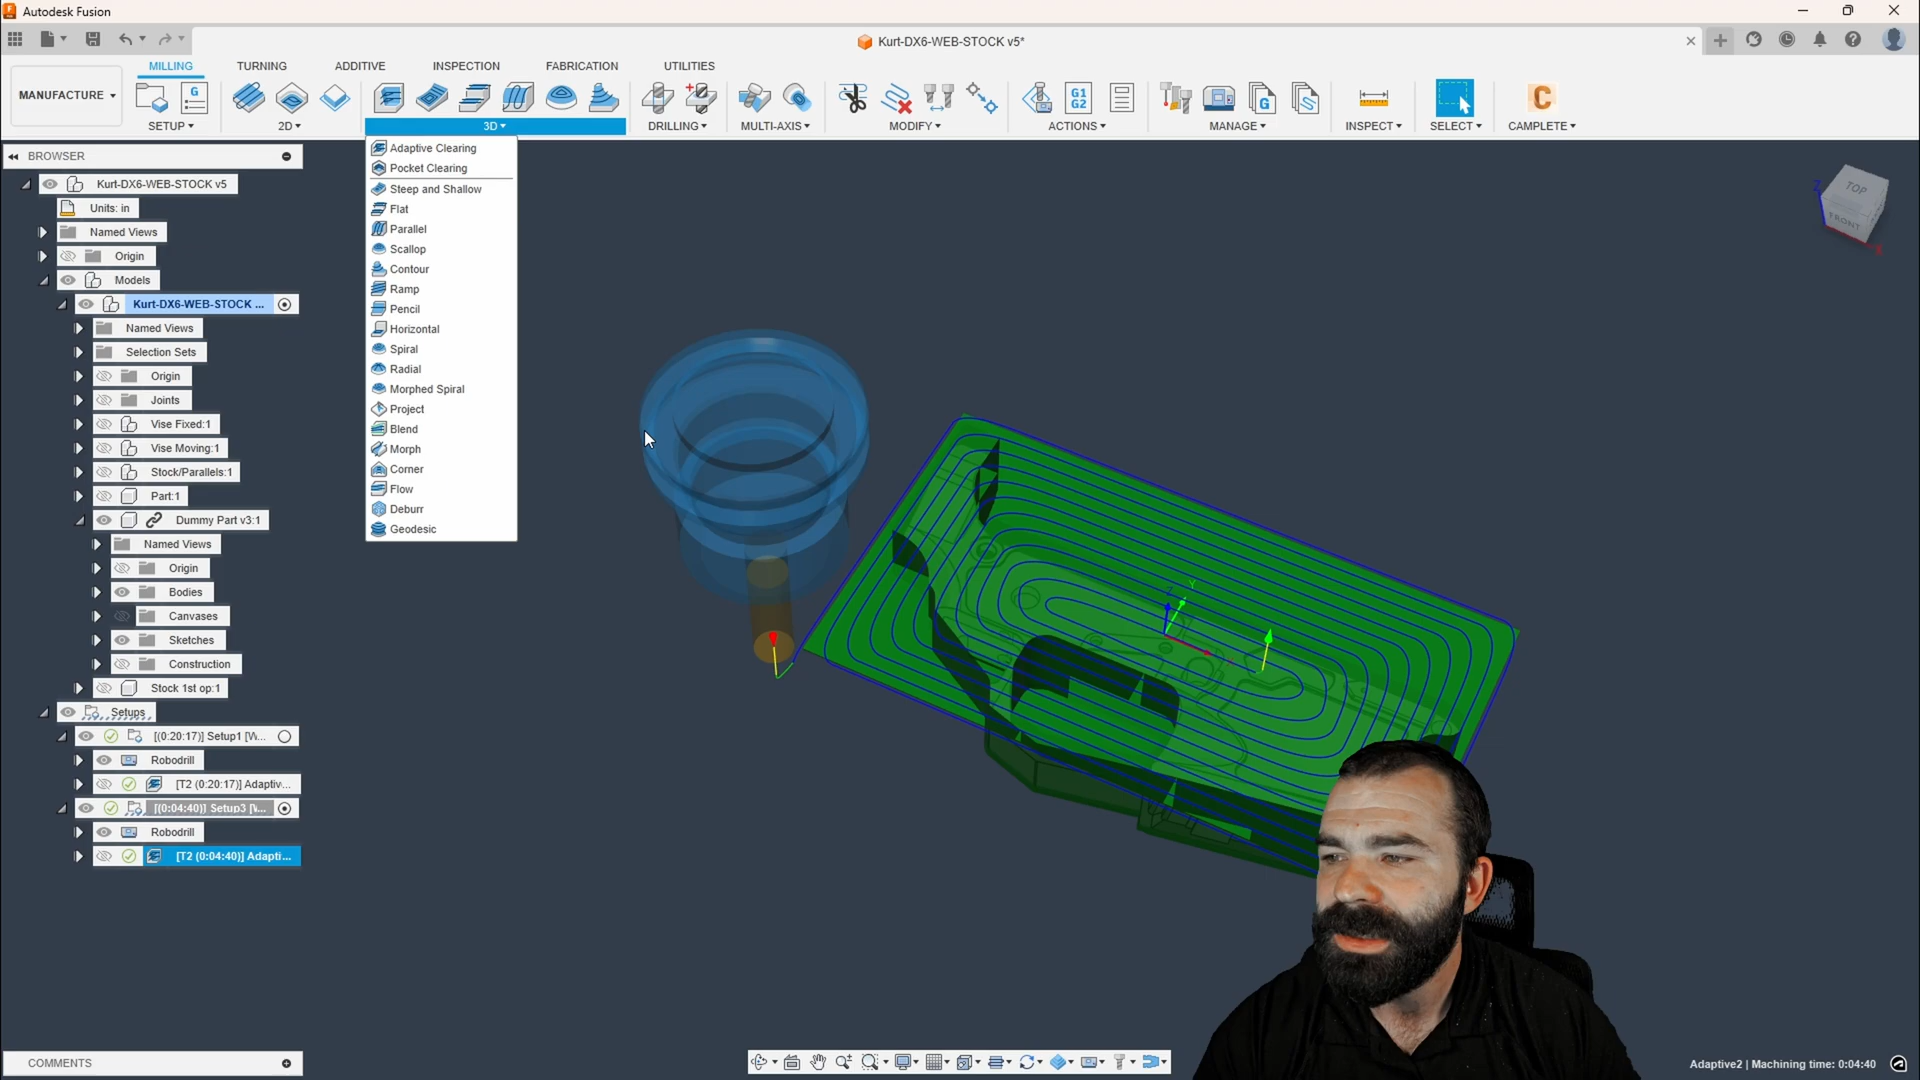 Autodesk Fusion
Kurt-DX6-WEB-STOCK v5*
MANUFACTURE
MILLING
TURNING
ADDITIVE
INSPECTION
FABRICATION
UTILITIES
G
G1
G2
G
C
SETUP
2D
3D
DRILLING
MULTI-AXIS
MODIFY
ACTIONS
MANAGE
INSPECT
SELECT
CAMPLETE
BROWSER
Kurt-DX6-WEB-STOCK v5
Units: in
Named Views
Origin
Models
Kurt-DX6-WEB-STOCK ...
Named Views
Selection Sets
Origin
Joints
Vise Fixed:1
Vise Moving:1
Stock/Parallels:1
Part:1
Dummy Part v3:1
Named Views
Origin
Bodies
Canvases
Sketches
Construction
Stock 1st op:1
Setups
[(0:20:17)] Setup1 [W...
Robodrill
[T2 (0:20:17)] Adaptiv...
[(0:04:40)] Setup3 [W...
Robodrill
[T2 (0:04:40)] Adapti...
COMMENTS
Adaptive Clearing
Pocket Clearing
Steep and Shallow
Flat
Parallel
Scallop
Contour
Ramp
Pencil
Horizontal
Spiral
Radial
Morphed Spiral
Project
Blend
Morph
Corner
Flow
Deburr
Geodesic
TOP
FRONT
Z
X
Z
Y
Adaptive2 | Machining time: 0:04:40